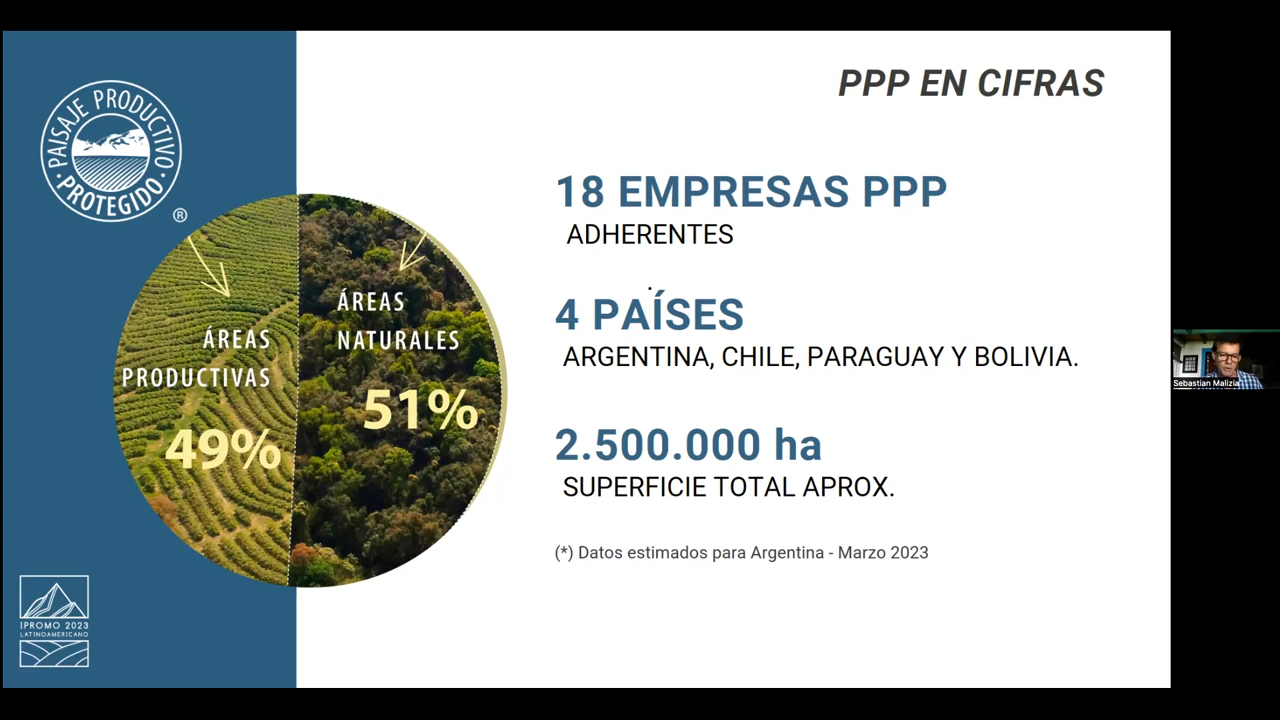 PAISAJE PRODUCTIVO
· PROTEGIDO ·
®
ÁREAS
PRODUCTIVAS
49%
ÁREAS
NATURALES
51%
IPROMO 2023
LATINOAMERICANO
PPP EN CIFRAS
18 EMPRESAS PPP
ADHERENTES
4 PAÍSES
ARGENTINA, CHILE, PARAGUAY Y BOLIVIA.
2.500.000 ha
SUPERFICIE TOTAL APROX.
(*) Datos estimados para Argentina - Marzo 2023
Sebastian Malizia